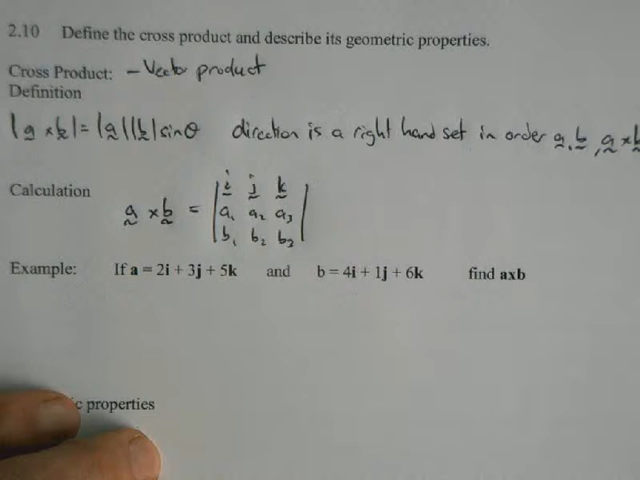 2.10 Define the cross product and describe its geometric properties.
Cross Product: - Vector product
Definition
|a × b| = |a||b| sinθ direction is a right hand set in order a, b, a × b
Calculation
a × b = | i j k |
| a₁ a₂ a₃ |
| b₁ b₂ b₃ |
Example: If a = 2i + 3j + 5k and b = 4i + 1j + 6k find axb
c properties